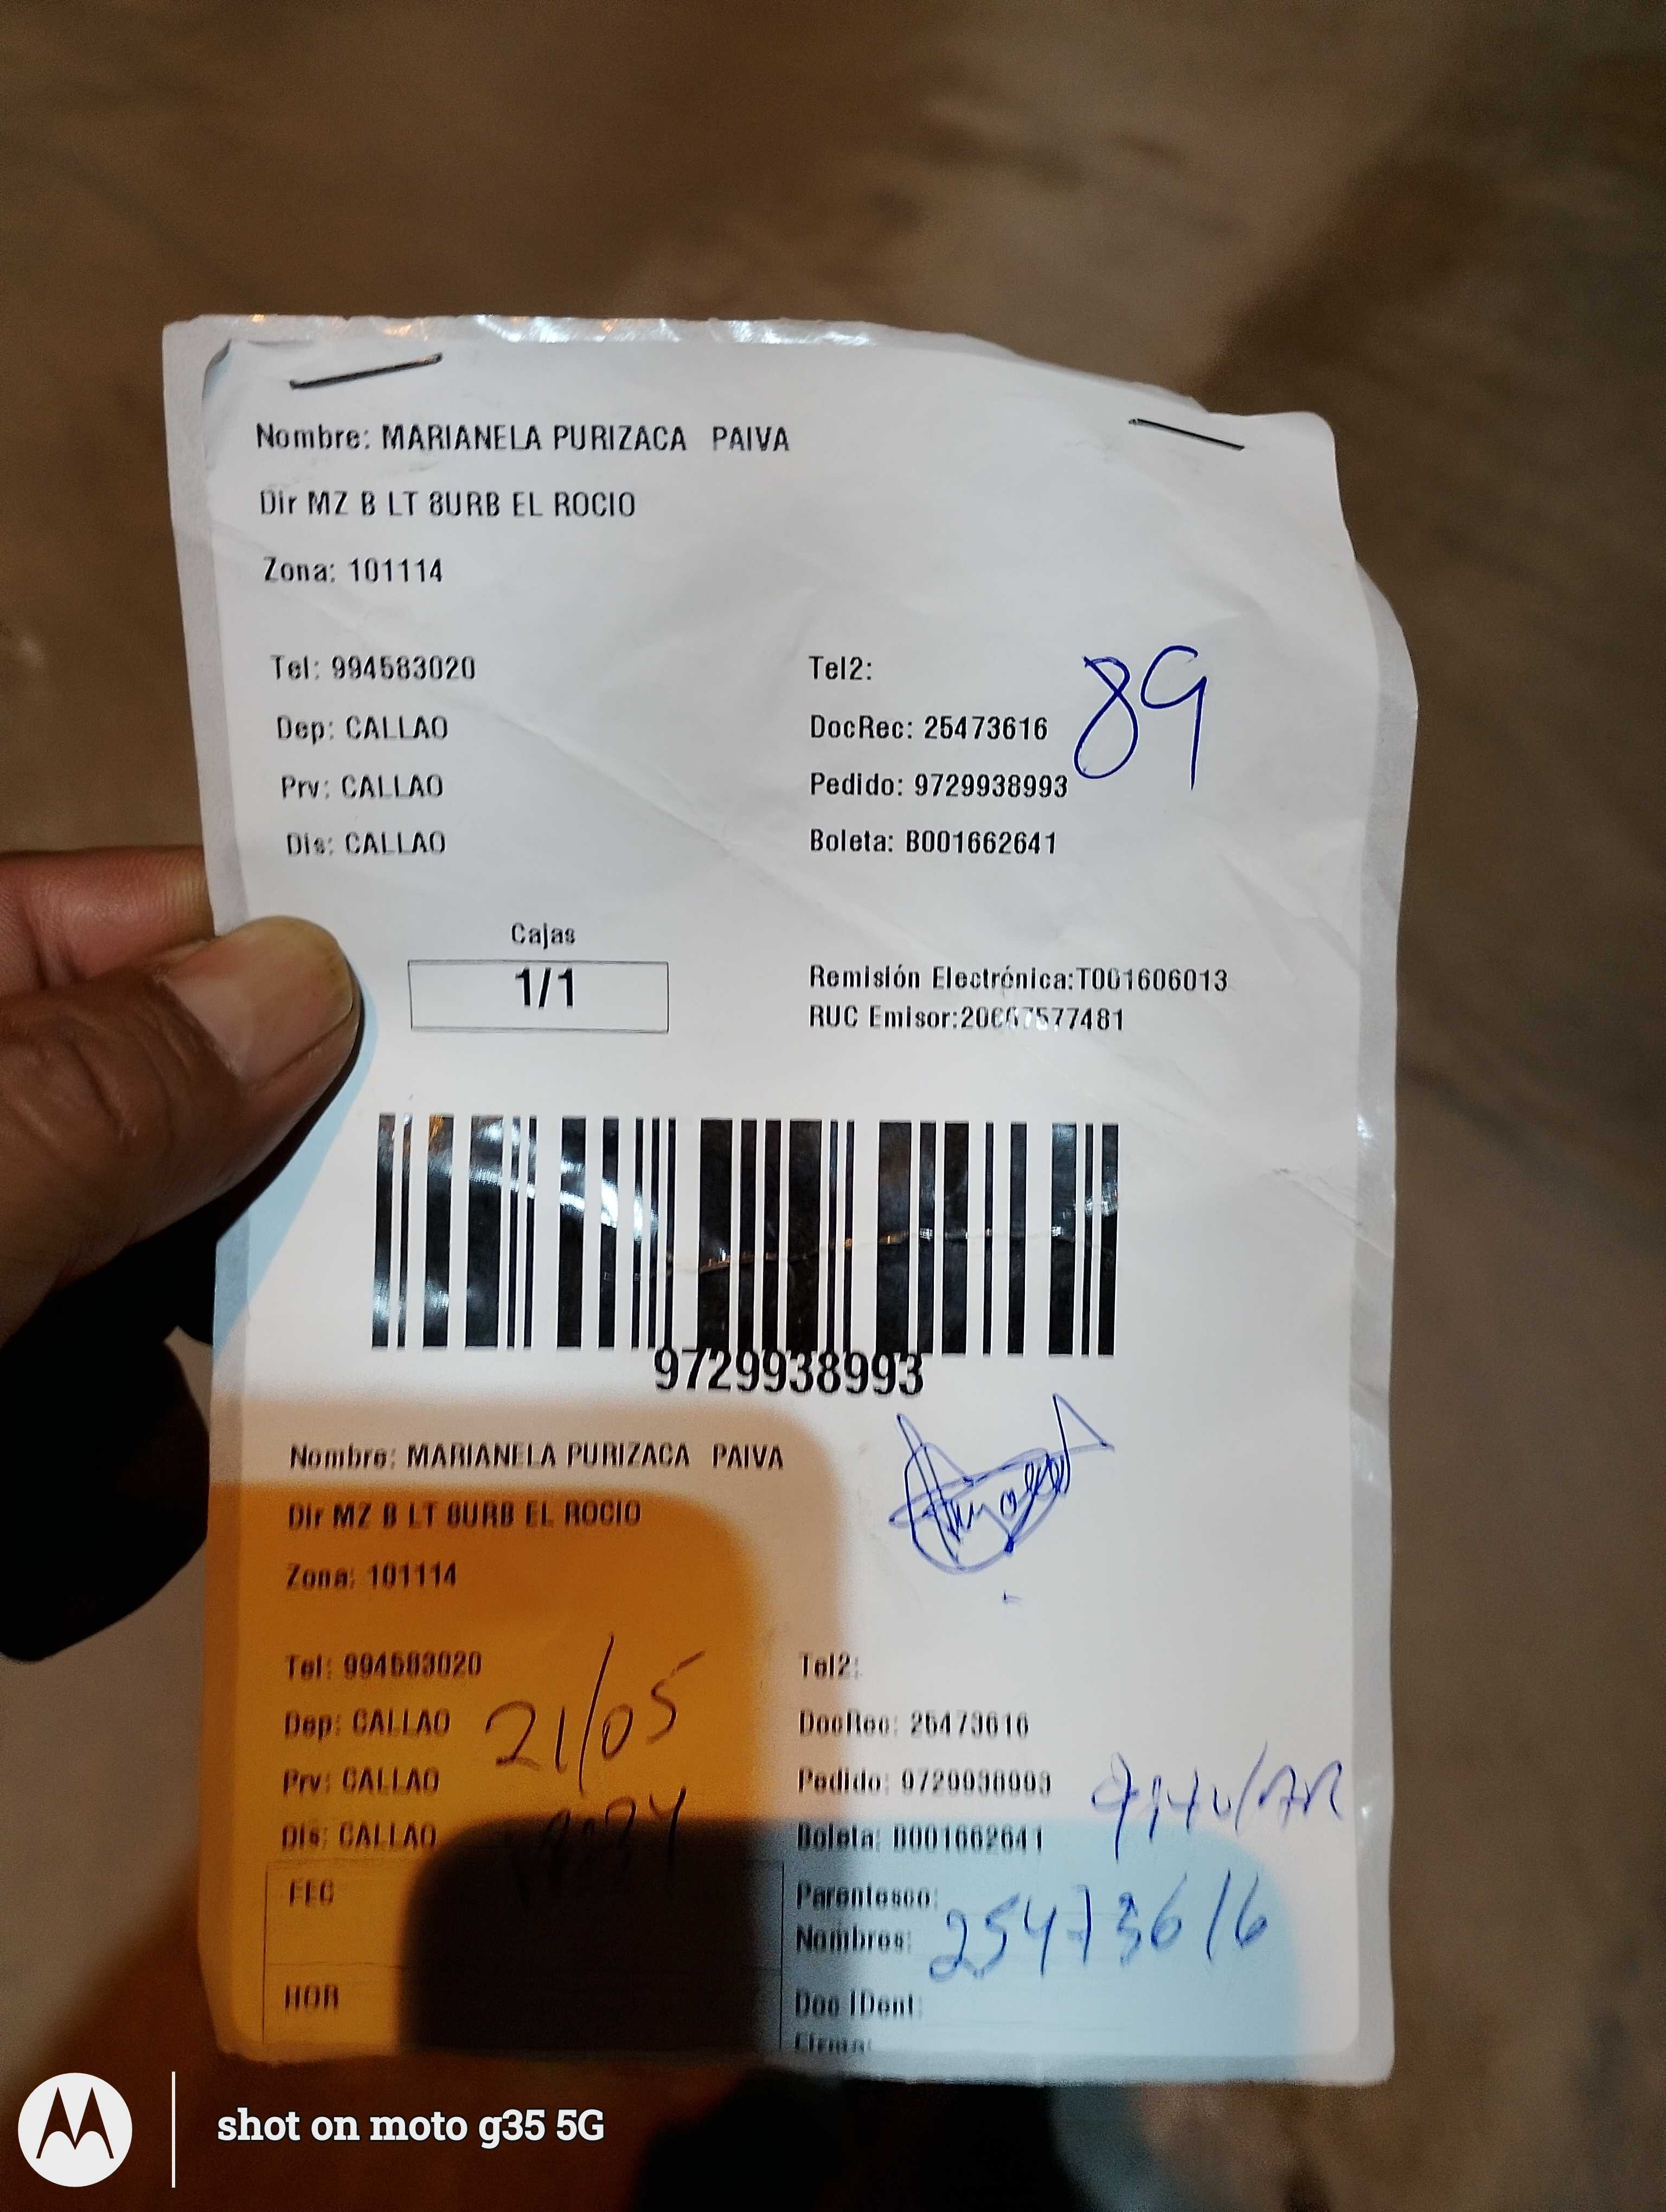 Nombre: MARIANELA PURIZACA PAIVA
Dir MZ B LT 8URB EL ROCIO
Zona: 101114
Tel: 994583020
Tel2:
89
Dep: CALLAO
DocRec: 25473616
Prv: CALLAO
Pedido: 9729938993
Dis: CALLAO
Boleta: B001662641
Cajas
1/1
Remisión Electrónica:T001606013
RUC Emisor:20667577481
9729938993
Nombre: MARIANELA PURIZACA PAIVA
Dir MZ B LT 8URB EL ROCIO
Zona: 101114
Tel: 994583020
Tel2:
Dep: CALLAO
21/05
DocRec: 25473616
Prv: CALLAO
Pedido: 9729938993
Dis: CALLAO
Boleta: B001662641
FEC
Parentesco:
Nombres:
25473616
HOR
Doc IDent:
Firma:
shot on moto g35 5G